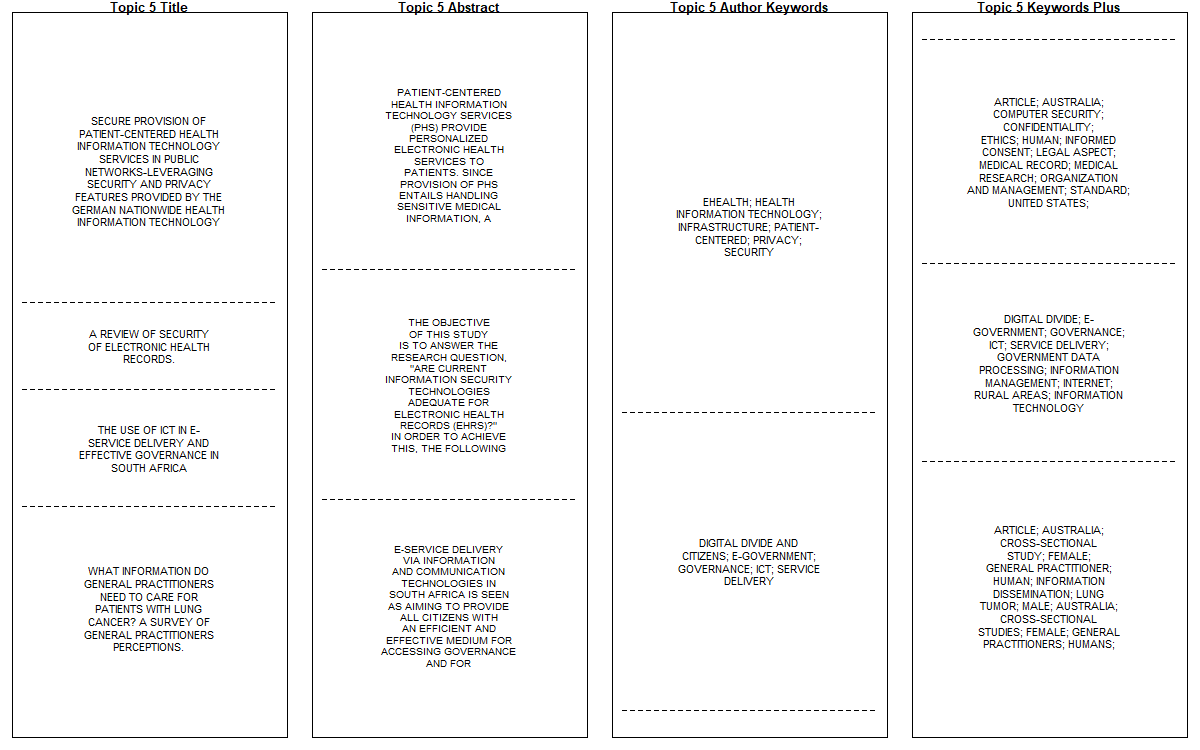 Topic 5 Title
SECURE PROVISION OF
PATIENT-CENTERED HEALTH
INFORMATION TECHNOLOGY
SERVICES IN PUBLIC
NETWORKS-LEVERAGING
SECURITY AND PRIVACY
FEATURES PROVIDED BY THE
GERMAN NATIONWIDE HEALTH
INFORMATION TECHNOLOGY
A REVIEW OF SECURITY
OF ELECTRONIC HEALTH
RECORDS.
THE USE OF ICT IN E-
SERVICE DELIVERY AND
EFFECTIVE GOVERNANCE IN
SOUTH AFRICA
WHAT INFORMATION DO
GENERAL PRACTITIONERS
NEED TO CARE FOR
PATIENTS WITH LUNG
CANCER? A SURVEY OF
GENERAL PRACTITIONERS
PERCEPTIONS.
Topic 5 Abstract
PATIENT-CENTERED
HEALTH INFORMATION
TECHNOLOGY SERVICES
(PHS) PROVIDE
PERSONALIZED
ELECTRONIC HEALTH
SERVICES TO
PATIENTS. SINCE
PROVISION OF PHS
ENTAILS HANDLING
SENSITIVE MEDICAL
INFORMATION, A
THE OBJECTIVE
OF THIS STUDY
IS TO ANSWER THE
RESEARCH QUESTION,
"ARE CURRENT
INFORMATION SECURITY
TECHNOLOGIES
ADEQUATE FOR
ELECTRONIC HEALTH
RECORDS (EHRS)?"
IN ORDER TO ACHIEVE
THIS, THE FOLLOWING
E-SERVICE DELIVERY
VIA INFORMATION
AND COMMUNICATION
TECHNOLOGIES IN
SOUTH AFRICA IS SEEN
AS AIMING TO PROVIDE
ALL CITIZENS WITH
AN EFFICIENT AND
EFFECTIVE MEDIUM FOR
ACCESSING GOVERNANCE
AND FOR
Topic 5 Author Keywords
EHEALTH; HEALTH
INFORMATION TECHNOLOGY;
INFRASTRUCTURE; PATIENT-
CENTERED; PRIVACY;
SECURITY
DIGITAL DIVIDE AND
CITIZENS; E-GOVERNMENT;
GOVERNANCE; ICT; SERVICE
DELIVERY
Topic 5 Keywords Plus
ARTICLE; AUSTRALIA;
COMPUTER SECURITY;
CONFIDENTIALITY;
ETHICS; HUMAN; INFORMED
CONSENT; LEGAL ASPECT;
MEDICAL RECORD; MEDICAL
RESEARCH; ORGANIZATION
AND MANAGEMENT; STANDARD;
UNITED STATES;
DIGITAL DIVIDE; E-
GOVERNMENT; GOVERNANCE;
ICT; SERVICE DELIVERY;
GOVERNMENT DATA
PROCESSING; INFORMATION
MANAGEMENT; INTERNET;
RURAL AREAS; INFORMATION
TECHNOLOGY
ARTICLE; AUSTRALIA;
CROSS-SECTIONAL
STUDY; FEMALE;
GENERAL PRACTITIONER;
HUMAN; INFORMATION
DISSEMINATION; LUNG
TUMOR; MALE; AUSTRALIA;
CROSS-SECTIONAL
STUDIES; FEMALE; GENERAL
PRACTITIONERS; HUMANS;